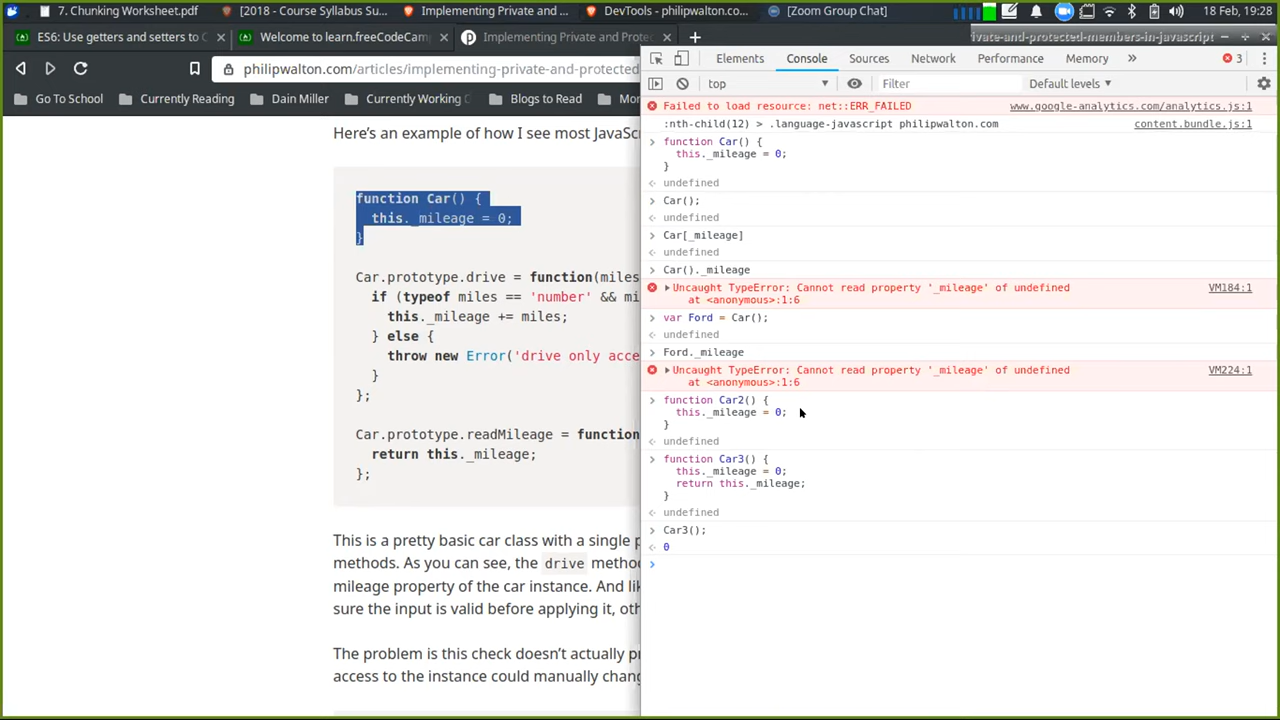 7. Chunking Worksheet.pdf
[2018 - Course Syllabus Su...
Implementing Private and ...
DevTools - philipwalton.co...
[Zoom Group Chat]
18 Feb, 19:28
ES6: Use getters and setters to C
Welcome to learn.freeCodeCam
Implementing Private and Prote
ivate-and-protected-members-in-javascript
philipwalton.com/articles/implementing-private-and-protected
Go To School
Currently Reading
Dain Miller
Currently Working
Blogs to Read
Mor
Here's an example of how I see most JavaSc
function Car() {
this._mileage = 0;
}
Car.prototype.drive = function(miles
if (typeof miles == 'number' && mi
this._mileage += miles;
} else {
throw new Error('drive only acce
}
};
Car.prototype.readMileage = function
return this._mileage;
};
This is a pretty basic car class with a single p
methods. As you can see, the drive metho
mileage property of the car instance. And lik
sure the input is valid before applying it, oth
The problem is this check doesn't actually pr
access to the instance could manually chang
Elements
Console
Sources
Network
Performance
Memory
»
3
top
Filter
Default levels
Failed to load resource: net::ERR_FAILED
www.google-analytics.com/analytics.js:1
:nth-child(12) > .language-javascript philipwalton.com
content.bundle.js:1
function Car() {
this._mileage = 0;
}
undefined
Car();
undefined
Car[_mileage]
undefined
Car()._mileage
Uncaught TypeError: Cannot read property '_mileage' of undefined
VM184:1
at <anonymous>:1:6
var Ford = Car();
undefined
Ford._mileage
Uncaught TypeError: Cannot read property '_mileage' of undefined
VM224:1
at <anonymous>:1:6
function Car2() {
this._mileage = 0;
}
undefined
function Car3() {
this._mileage = 0;
return this._mileage;
}
undefined
Car3();
0